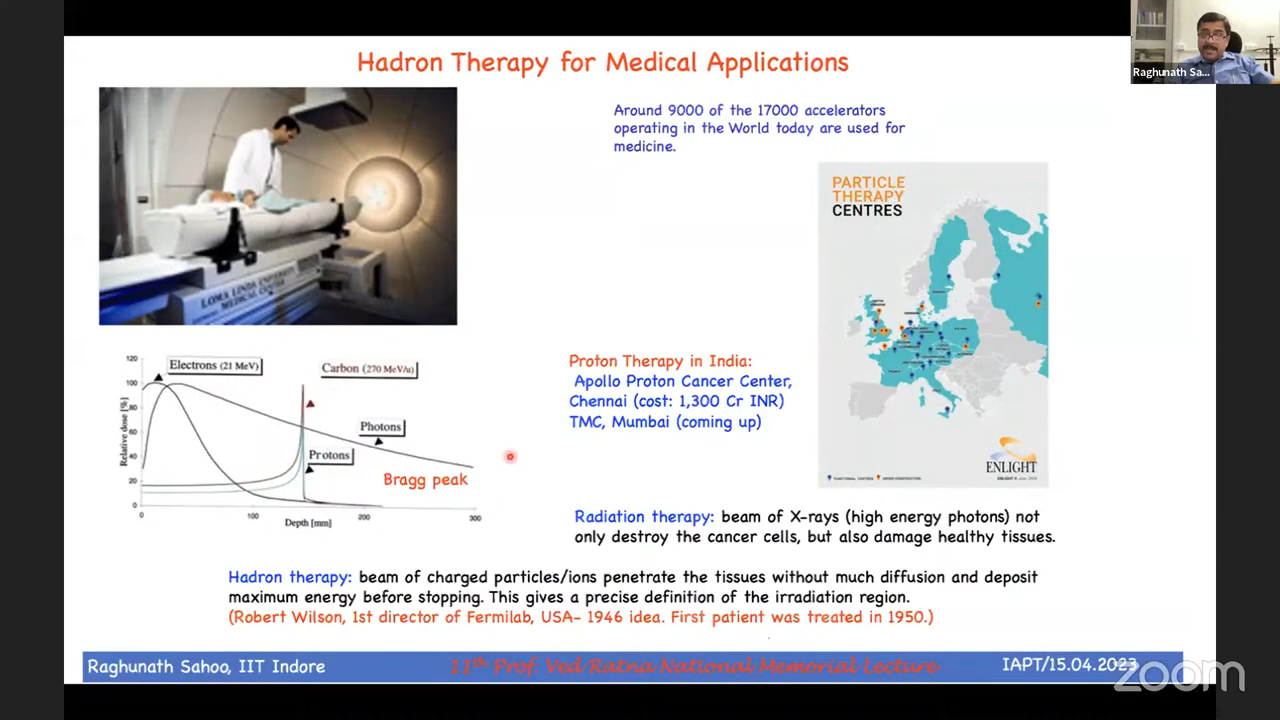 Hadron Therapy for Medical Applications
Raghunath Sa...
Around 9000 of the 17000 accelerators
operating in the World today are used for
medicine.
LOMA LINDA UNIVERSITY
MEDICAL CENTER
PARTICLE
THERAPY
CENTRES
ENLIGHT
Electrons (21 MeV)
Carbon (270 MeV/u)
Photons
Protons
Bragg peak
Relative dose [%]
120
100
80
60
40
20
0
0
100
200
300
Depth [mm]
Proton Therapy in India:
Apollo Proton Cancer Center,
Chennai (cost: 1,300 Cr INR)
TMC, Mumbai (coming up)
Radiation therapy: beam of X-rays (high energy photons) not
only destroy the cancer cells, but also damage healthy tissues.
Hadron therapy: beam of charged particles/ions penetrate the tissues without much diffusion and deposit
maximum energy before stopping. This gives a precise definition of the irradiation region.
(Robert Wilson, 1st director of Fermilab, USA- 1946 idea. First patient was treated in 1950.)
Raghunath Sahoo, IIT Indore
11th Prof. Ved Ratna National Memorial Lecture
IAPT/15.04.2023
zoom